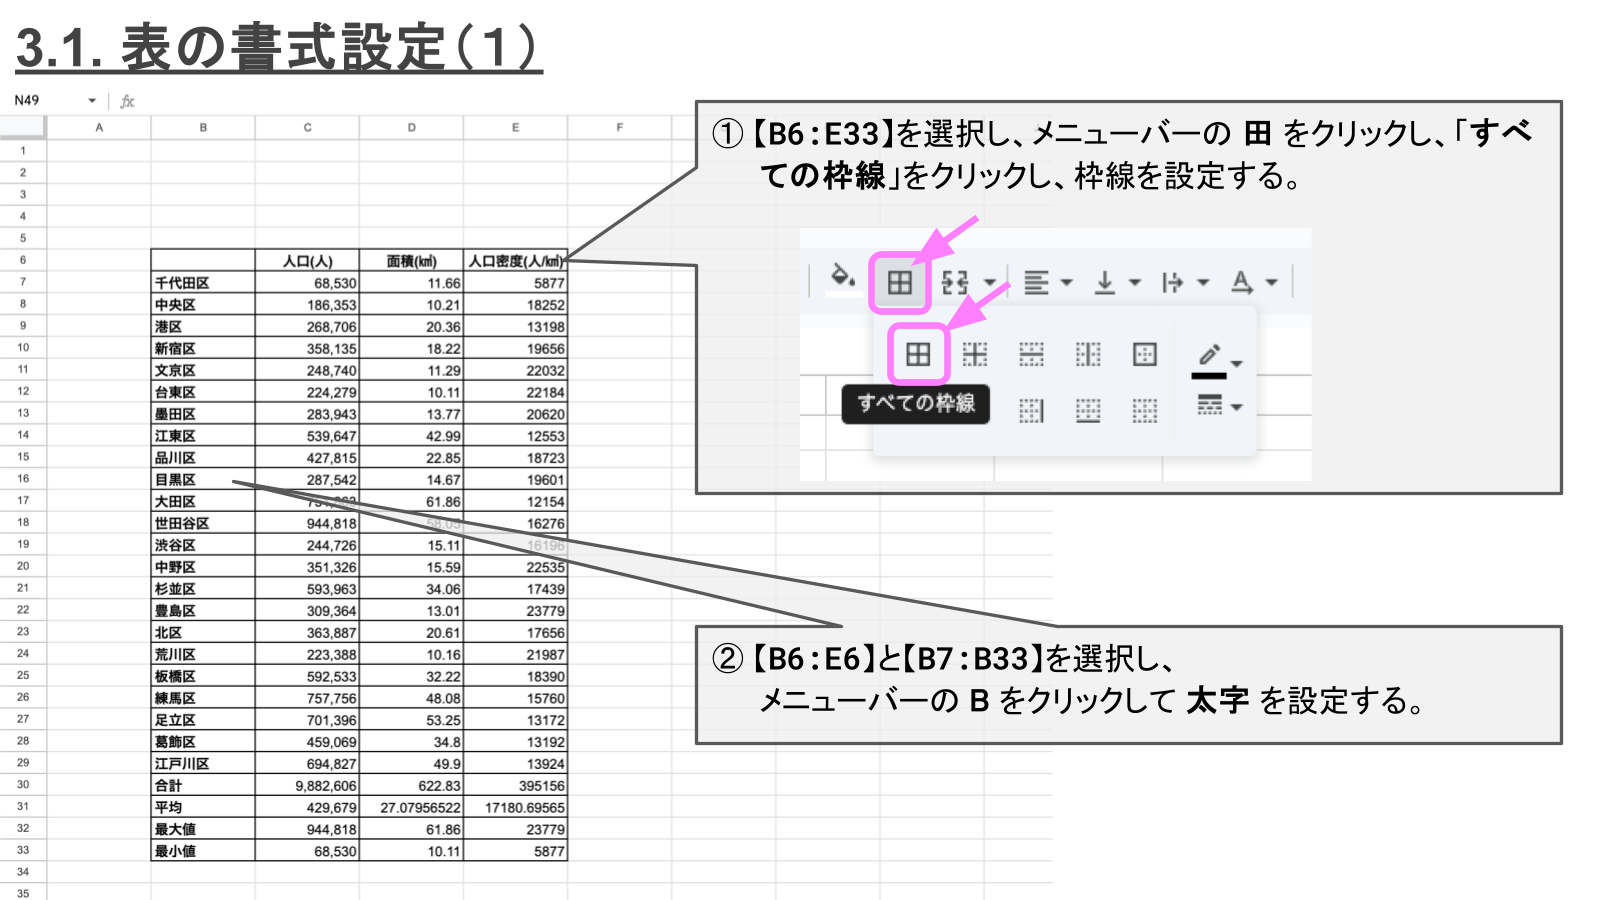 3.1. 表の書式設定（１）
N49 fx
A B C D E F
1
2
3
4
5
6 人口(人) 面積(㎢) 人口密度(人/㎢)
7 千代田区 68,530 11.66 5877
8 中央区 186,353 10.21 18252
9 港区 268,706 20.36 13198
10 新宿区 358,135 18.22 19656
11 文京区 248,740 11.29 22032
12 台東区 224,279 10.11 22184
13 墨田区 283,943 13.77 20620
14 江東区 539,647 42.99 12553
15 品川区 427,815 22.85 18723
16 目黒区 287,542 14.67 19601
17 大田区 61.86 12154
18 世田谷区 944,818 58.05 16276
19 渋谷区 244,726 15.11 16196
20 中野区 351,326 15.59 22535
21 杉並区 593,963 34.06 17439
22 豊島区 309,364 13.01 23779
23 北区 363,887 20.61 17656
24 荒川区 223,388 10.16 21987
25 板橋区 592,533 32.22 18390
26 練馬区 757,756 48.08 15760
27 足立区 701,396 53.25 13172
28 葛飾区 459,069 34.8 13192
29 江戸川区 694,827 49.9 13924
30 合計 9,882,606 622.83 395156
31 平均 429,679 27.07956522 17180.69565
32 最大値 944,818 61.86 23779
33 最小値 68,530 10.11 5877
34
35
①【B6：E33】を選択し、メニューバーの 田 をクリックし、「すべ
ての枠線」をクリックし、枠線を設定する。
すべての枠線
②【B6：E6】と【B7：B33】を選択し、
メニューバーの B をクリックして 太字 を設定する。